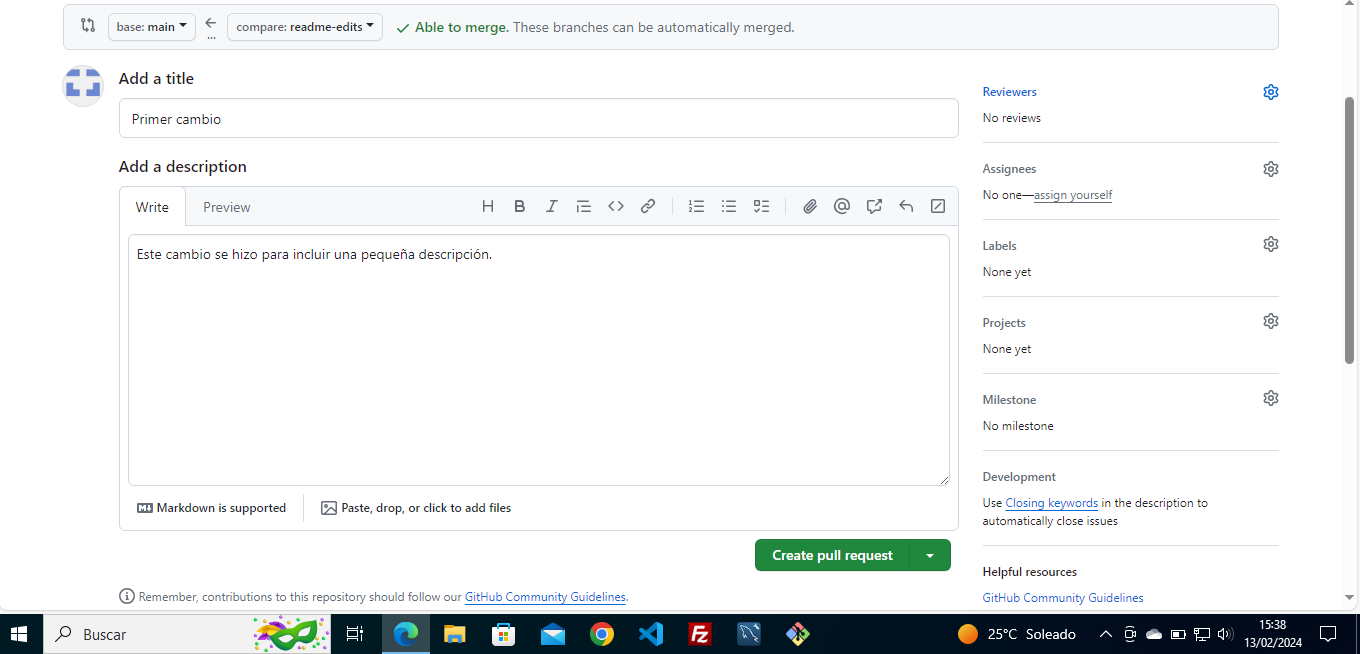 base: main compare: readme-edits Able to merge. These branches can be automatically merged.
Add a title
Primer cambio
Add a description
Write Preview
Este cambio se hizo para incluir una pequeña descripción.
Markdown is supported Paste, drop, or click to add files
Create pull request
Remember, contributions to this repository should follow our GitHub Community Guidelines.
Reviewers
No reviews
Assignees
No one—assign yourself
Labels
None yet
Projects
None yet
Milestone
No milestone
Development
Use Closing keywords in the description to
automatically close issues
Helpful resources
GitHub Community Guidelines
Buscar
25°C Soleado
15:38
13/02/2024